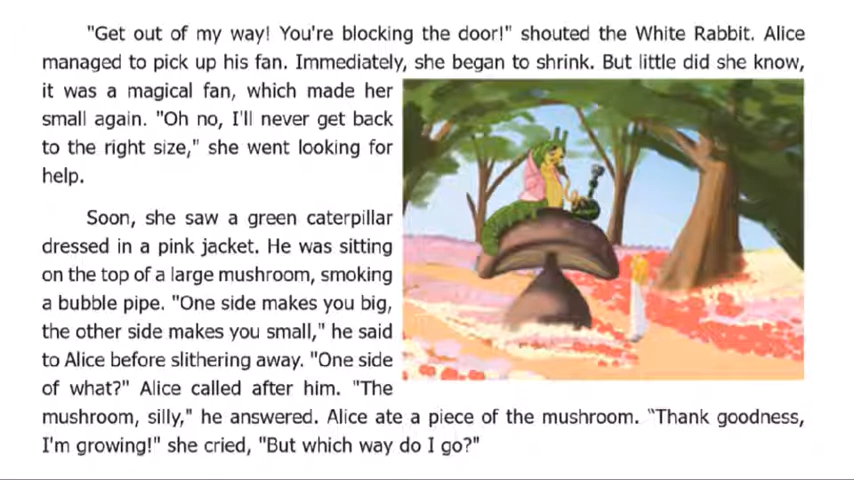 "Get out of my way! You're blocking the door!" shouted the White Rabbit. Alice
managed to pick up his fan. Immediately, she began to shrink. But little did she know,
it was a magical fan, which made her
small again. "Oh no, I'll never get back
to the right size," she went looking for
help.
Soon, she saw a green caterpillar
dressed in a pink jacket. He was sitting
on the top of a large mushroom, smoking
a bubble pipe. "One side makes you big,
the other side makes you small," he said
to Alice before slithering away. "One side
of what?" Alice called after him. "The
mushroom, silly," he answered. Alice ate a piece of the mushroom. "Thank goodness,
I'm growing!" she cried, "But which way do I go?"